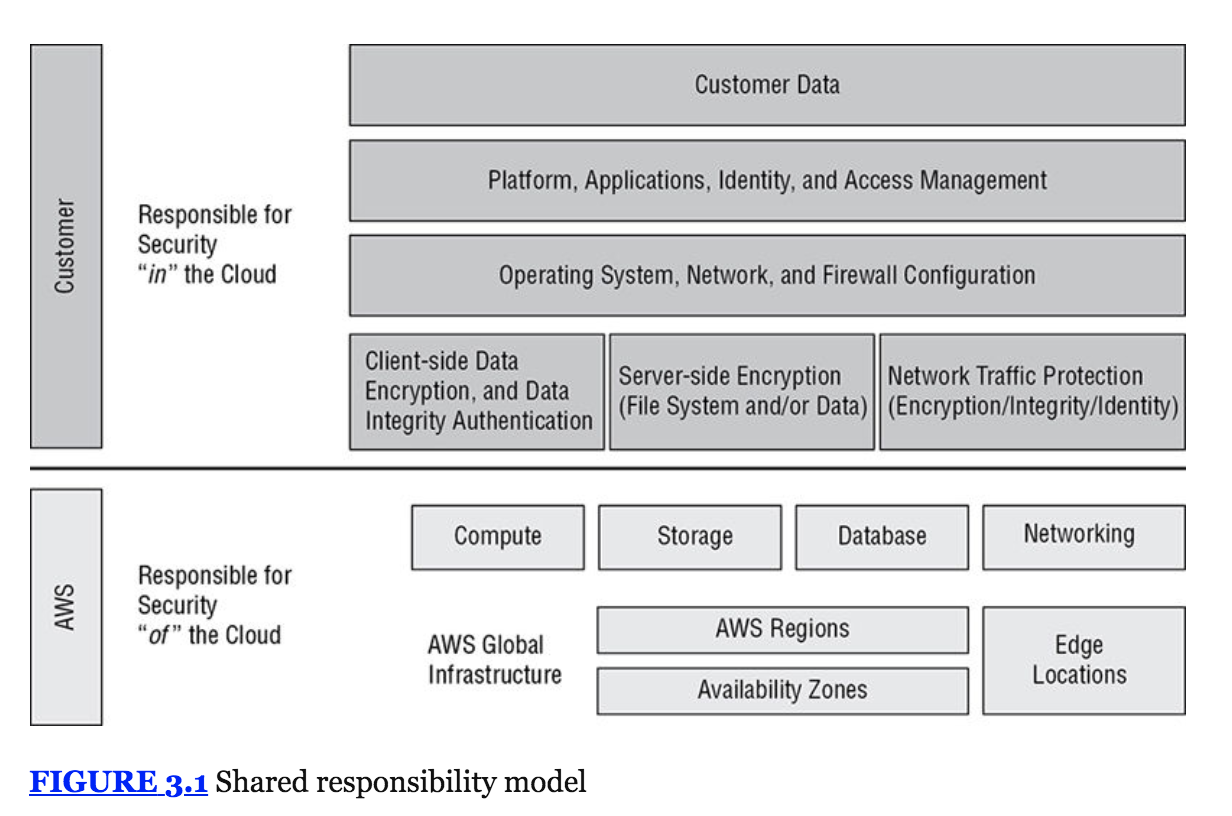 Customer
Responsible for
Security
“in” the Cloud
Customer Data
Platform, Applications, Identity, and Access Management
Operating System, Network, and Firewall Configuration
Client-side Data
Encryption, and Data
Integrity Authentication
Server-side Encryption
(File System and/or Data)
Network Traffic Protection
(Encryption/Integrity/Identity)
AWS
Responsible for
Security
“of” the Cloud
Compute
Storage
Database
Networking
AWS Global
Infrastructure
AWS Regions
Availability Zones
Edge
Locations
FIGURE 3.1 Shared responsibility model